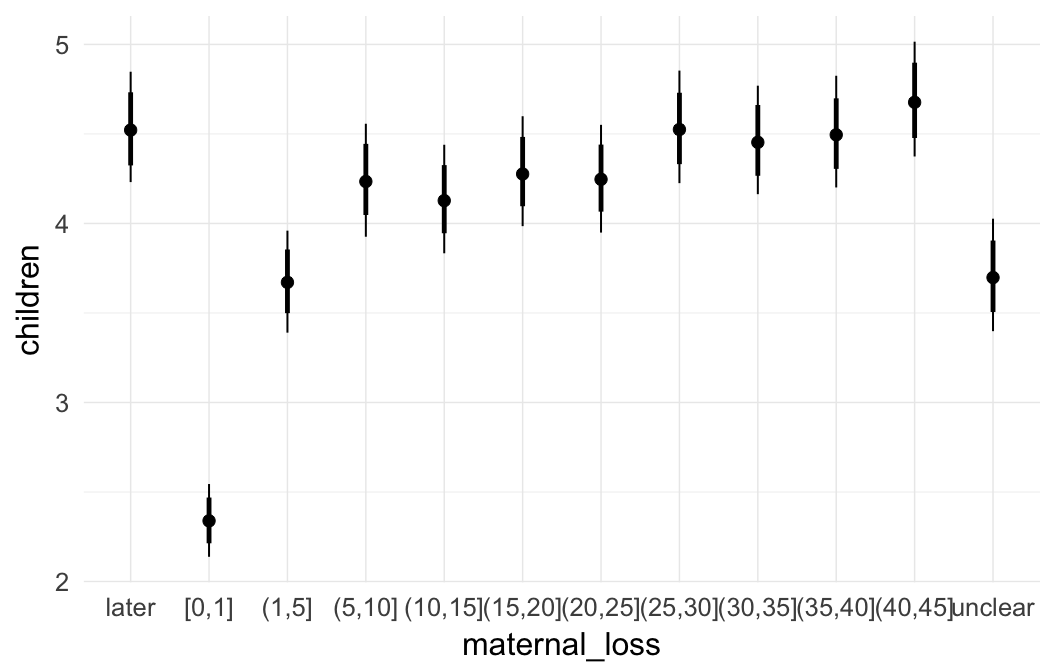 5
4
3
2
children
later [0,1] (1,5] (5,10] (10,15] (15,20] (20,25] (25,30] (30,35] (35,40] (40,45] unclear
maternal_loss